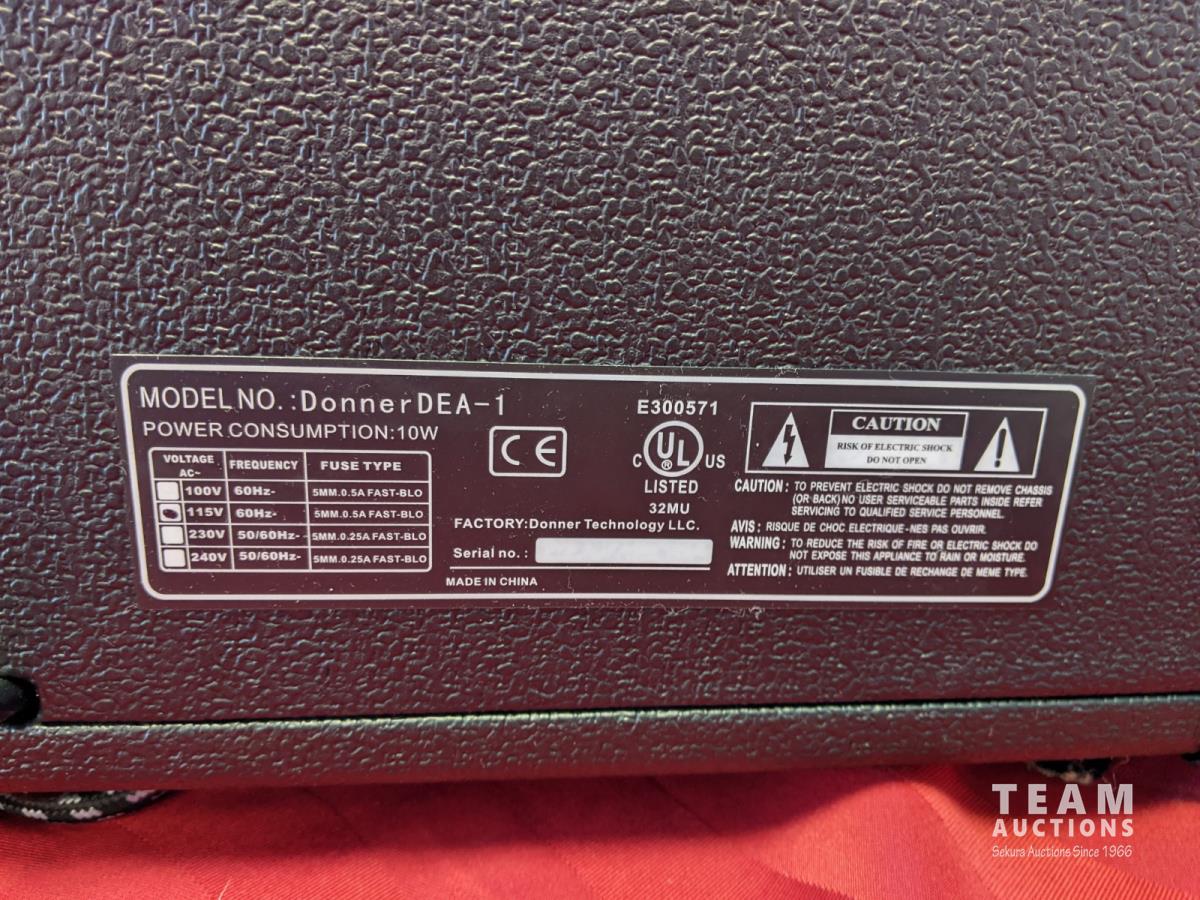 MODEL NO.:DonnerDEA-1
POWER CONSUMPTION:10W
VOLTAGE AC~ FREQUENCY FUSE TYPE
100V 60Hz- 5MM.0.5A FAST-BLO
115V 60Hz- 5MM.0.5A FAST-BLO
230V 50/60Hz- 5MM.0.25A FAST-BLO
240V 50/60Hz- 5MM.0.25A FAST-BLO
CE
E300571
C UL US
®
LISTED
32MU
FACTORY:Donner Technology LLC.
Serial no.:
MADE IN CHINA
CAUTION
RISK OF ELECTRIC SHOCK
DO NOT OPEN
!
CAUTION: TO PREVENT ELECTRIC SHOCK DO NOT REMOVE CHASSIS
(OR BACK) NO USER SERVICEABLE PARTS INSIDE REFER
SERVICING TO QUALIFIED SERVICE PERSONNEL.
AVIS: RISQUE DE CHOC ELECTRIQUE-NES PAS OUVRIR.
WARNING: TO REDUCE THE RISK OF FIRE OR ELECTRIC SHOCK DO
NOT EXPOSE THIS APPLIANCE TO RAIN OR MOISTURE.
ATTENTION: UTILISER UN FUSIBLE DE RECHANGE DE MEME TYPE.
TEAM
AUCTIONS
Sekura Auctions Since 1966